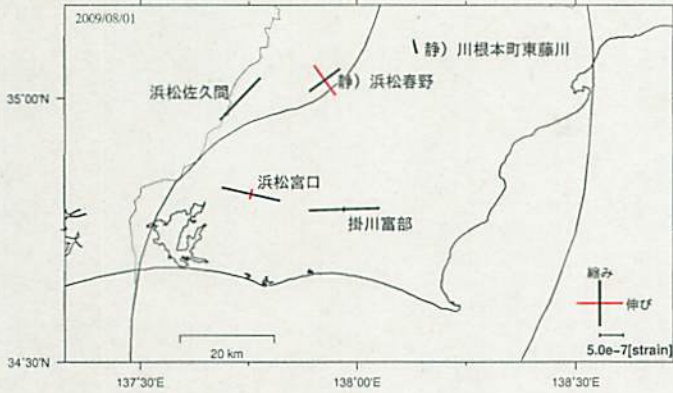 2009/08/01
静）川根本町東藤川
35°00'N
浜松佐久間
静）浜松春野
浜松宮口
掛川富部
縮み
伸び
20 km
5.0e-7[strain]
34°30'N
137°30'E
138°00'E
138°30'E